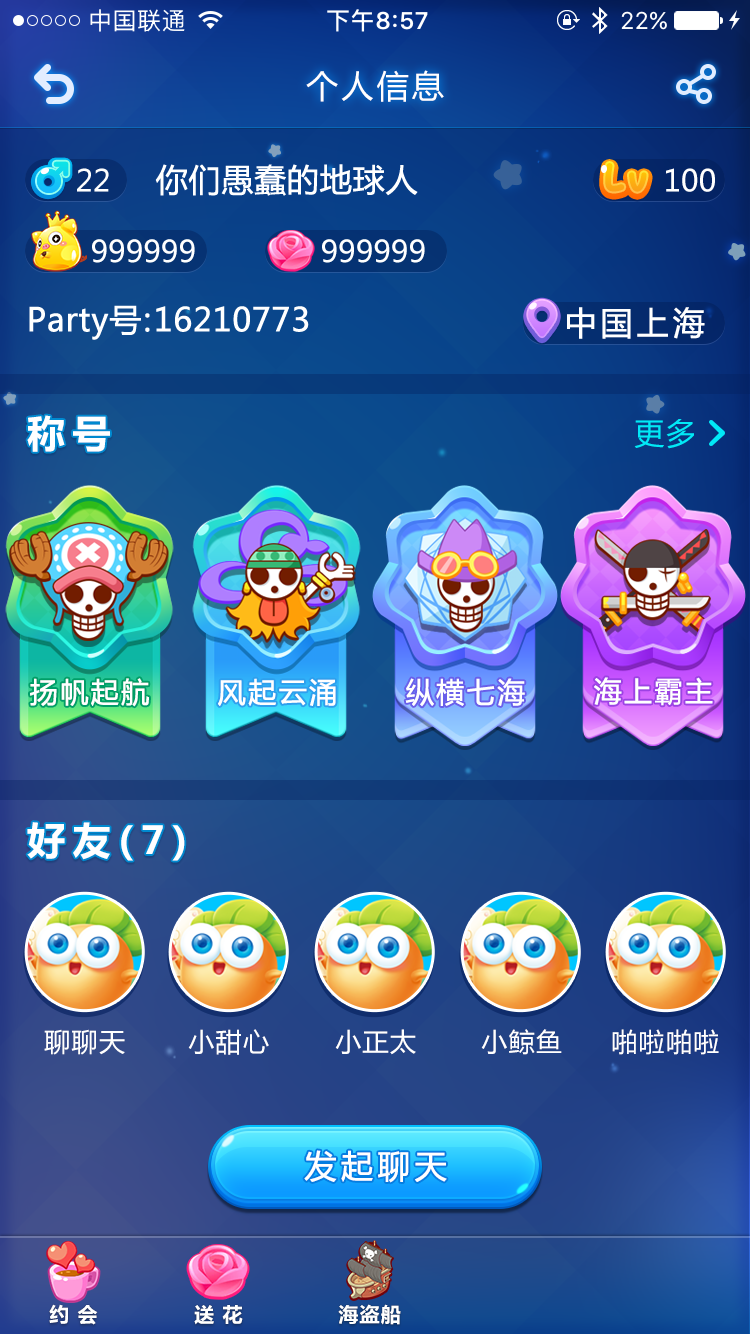 中国联通 下午8:57 22%
个人信息
22 你们愚蠢的地球人 Lv 100
999999 999999
Party号:16210773 中国上海
称号 更多
扬帆起航 风起云涌 纵横七海 海上霸主
好友(7)
聊聊天 小甜心 小正太 小鲸鱼 啪啦啪啦
发起聊天
约会 送花 海盗船